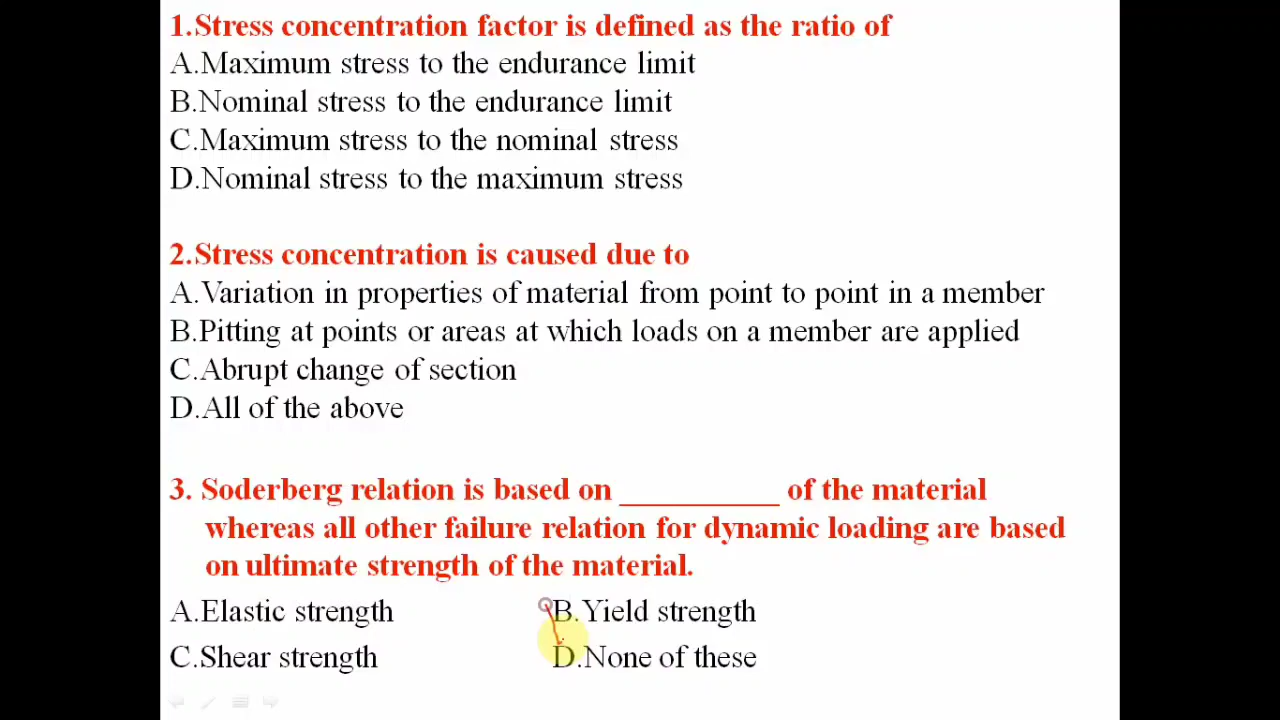 1.Stress concentration factor is defined as the ratio of
A.Maximum stress to the endurance limit
B.Nominal stress to the endurance limit
C.Maximum stress to the nominal stress
D.Nominal stress to the maximum stress
2.Stress concentration is caused due to
A.Variation in properties of material from point to point in a member
B.Pitting at points or areas at which loads on a member are applied
C.Abrupt change of section
D.All of the above
3. Soderberg relation is based on __________ of the material
whereas all other failure relation for dynamic loading are based
on ultimate strength of the material.
A.Elastic strength B.Yield strength
C.Shear strength D.None of these